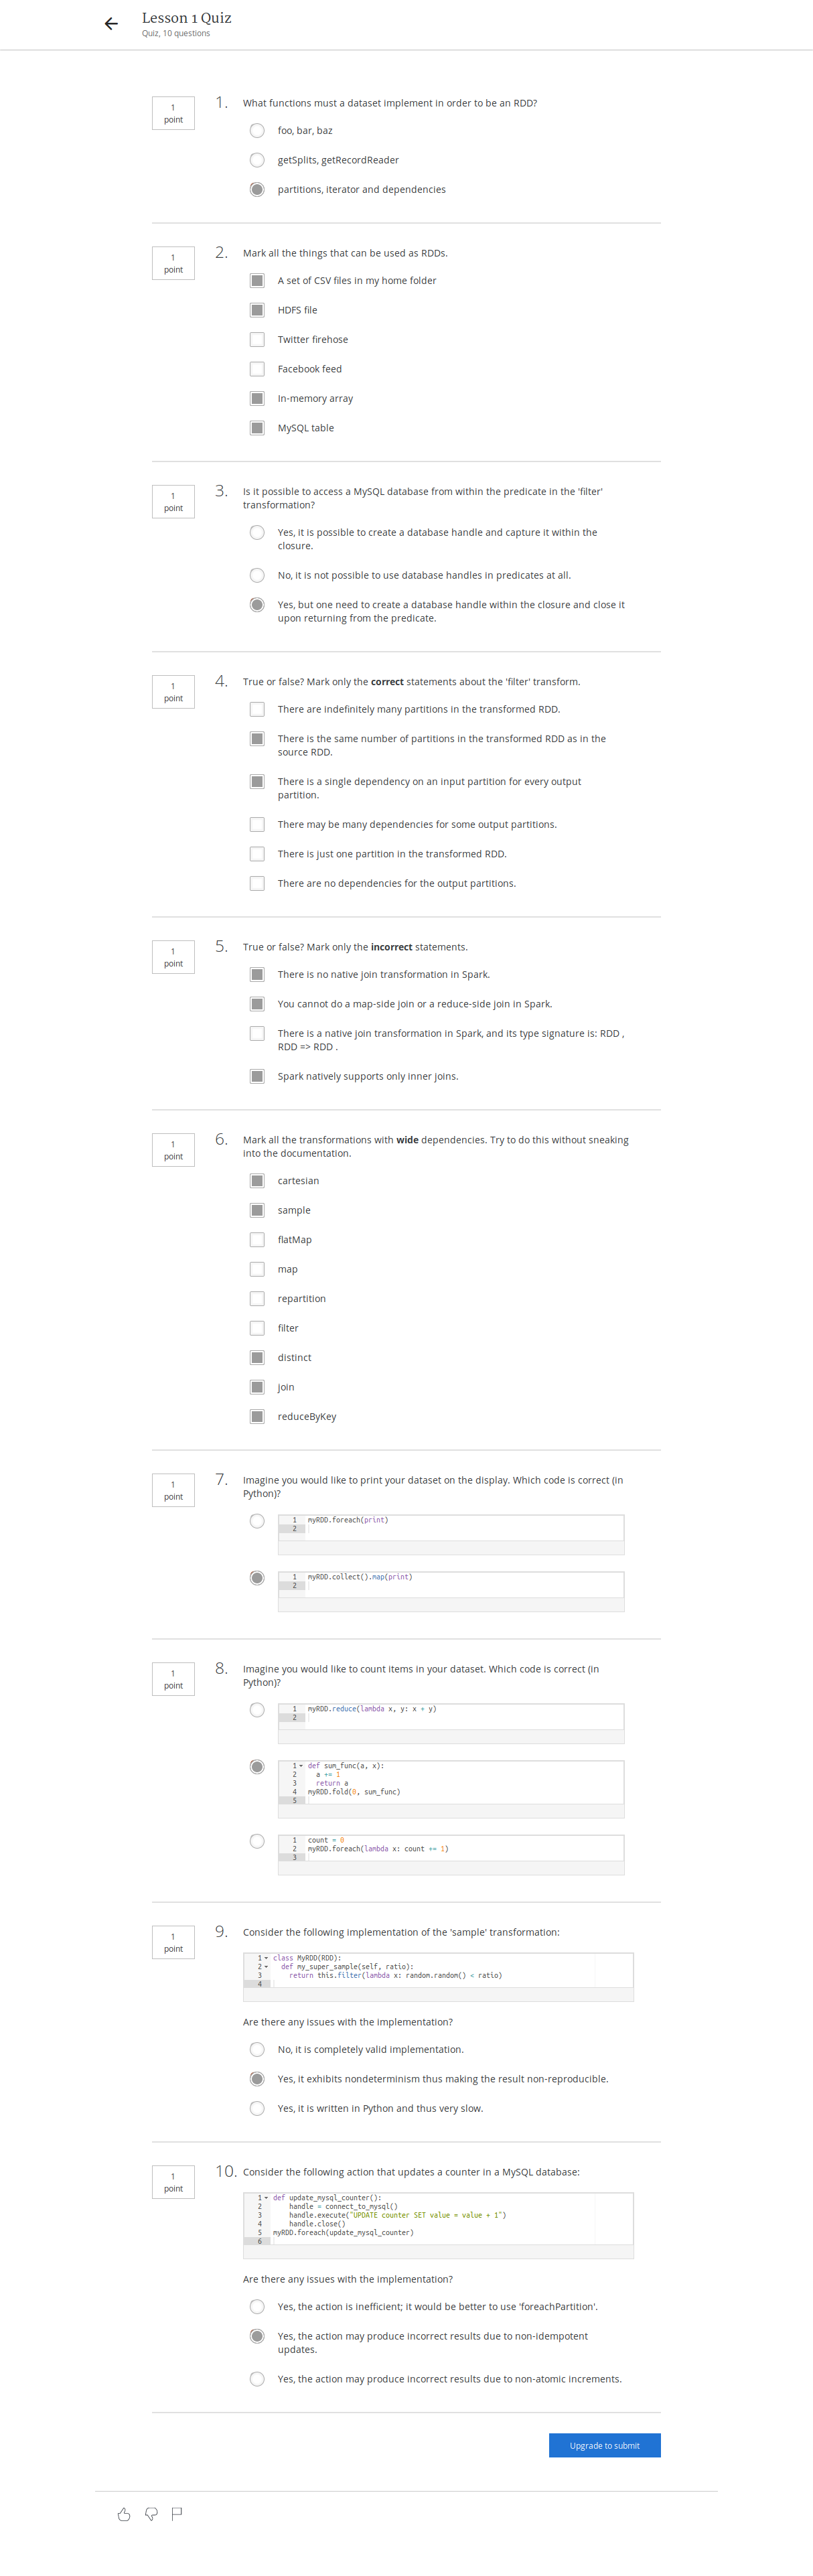 Lesson 1 Quiz
Quiz, 10 questions
1
point
1. What functions must a dataset implement in order to be an RDD?
foo, bar, baz
getSplits, getRecordReader
partitions, iterator and dependencies
1
point
2. Mark all the things that can be used as RDDs.
A set of CSV files in my home folder
HDFS file
Twitter firehose
Facebook feed
In-memory array
MySQL table
1
point
3. Is it possible to access a MySQL database from within the predicate in the 'filter'
transformation?
Yes, it is possible to create a database handle and capture it within the
closure.
No, it is not possible to use database handles in predicates at all.
Yes, but one need to create a database handle within the closure and close it
upon returning from the predicate.
1
point
4. True or false? Mark only the correct statements about the 'filter' transform.
There are indefinitely many partitions in the transformed RDD.
There is the same number of partitions in the transformed RDD as in the
source RDD.
There is a single dependency on an input partition for every output
partition.
There may be many dependencies for some output partitions.
There is just one partition in the transformed RDD.
There are no dependencies for the output partitions.
1
point
5. True or false? Mark only the incorrect statements.
There is no native join transformation in Spark.
You cannot do a map-side join or a reduce-side join in Spark.
There is a native join transformation in Spark, and its type signature is: RDD ,
RDD => RDD .
Spark natively supports only inner joins.
1
point
6. Mark all the transformations with wide dependencies. Try to do this without sneaking
into the documentation.
cartesian
sample
flatMap
map
repartition
filter
distinct
join
reduceByKey
1
point
7. Imagine you would like to print your dataset on the display. Which code is correct (in
Python)?
1 myRDD.foreach(print)
2
1 myRDD.collect().map(print)
2
1
point
8. Imagine you would like to count items in your dataset. Which code is correct (in
Python)?
1 myRDD.reduce(lambda x, y: x + y)
2
1 def sum_func(a, x):
2 a += 1
3 return a
4 myRDD.fold(0, sum_func)
5
1 count = 0
2 myRDD.foreach(lambda x: count += 1)
3
1
point
9. Consider the following implementation of the 'sample' transformation:
1 class MyRDD(RDD):
2 def my_super_sample(self, ratio):
3 return this.filter(lambda x: random.random() < ratio)
4
Are there any issues with the implementation?
No, it is completely valid implementation.
Yes, it exhibits nondeterminism thus making the result non-reproducible.
Yes, it is written in Python and thus very slow.
1
point
10. Consider the following action that updates a counter in a MySQL database:
1 def update_mysql_counter():
2 handle = connect_to_mysql()
3 handle.execute("UPDATE counter SET value = value + 1")
4 handle.close()
5 myRDD.foreach(update_mysql_counter)
6
Are there any issues with the implementation?
Yes, the action is inefficient; it would be better to use 'foreachPartition'.
Yes, the action may produce incorrect results due to non-idempotent
updates.
Yes, the action may produce incorrect results due to non-atomic increments.
Upgrade to submit